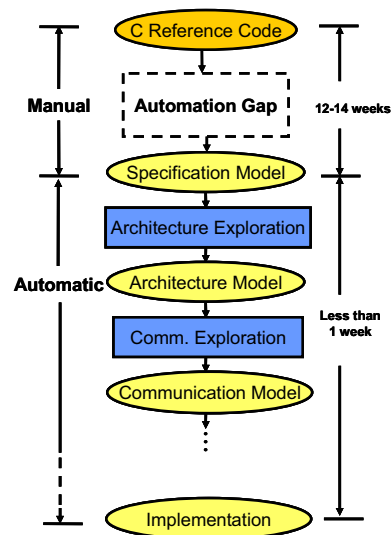 C Reference Code
Manual
Automation Gap
12-14 weeks
Specification Model
Architecture Exploration
Automatic
Architecture Model
Less than
1 week
Comm. Exploration
Communication Model
Implementation